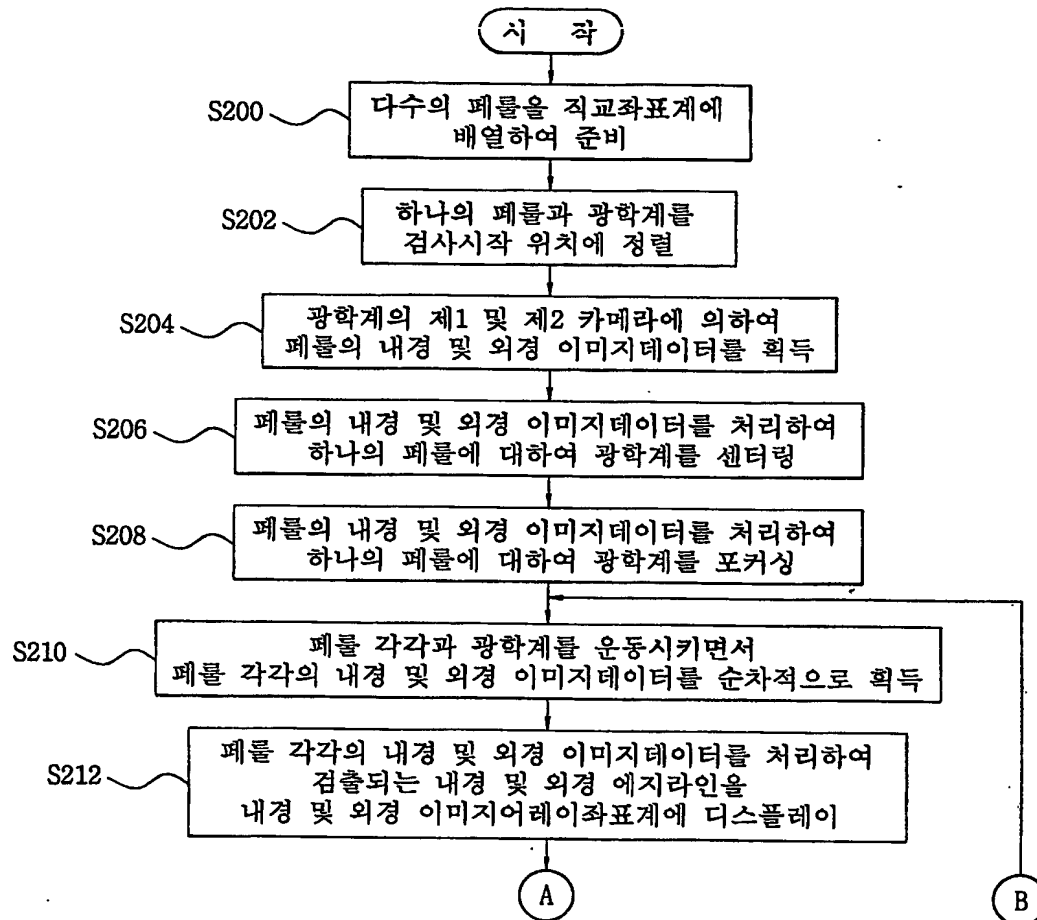 시 작
S200
다수의 페룰을 직교좌표계에
배열하여 준비
S202
하나의 페룰과 광학계를
검사시작 위치에 정렬
S204
광학계의 제1 및 제2 카메라에 의하여
페룰의 내경 및 외경 이미지데이터를 획득
S206
페룰의 내경 및 외경 이미지데이터를 처리하여
하나의 페룰에 대하여 광학계를 센터링
S208
페룰의 내경 및 외경 이미지데이터를 처리하여
하나의 페룰에 대하여 광학계를 포커싱
S210
페룰 각각과 광학계를 운동시키면서
페룰 각각의 내경 및 외경 이미지데이터를 순차적으로 획득
S212
페룰 각각의 내경 및 외경 이미지데이터를 처리하여
검출되는 내경 및 외경 에지라인을
내경 및 외경 이미지어레이좌표계에 디스플레이
A
B